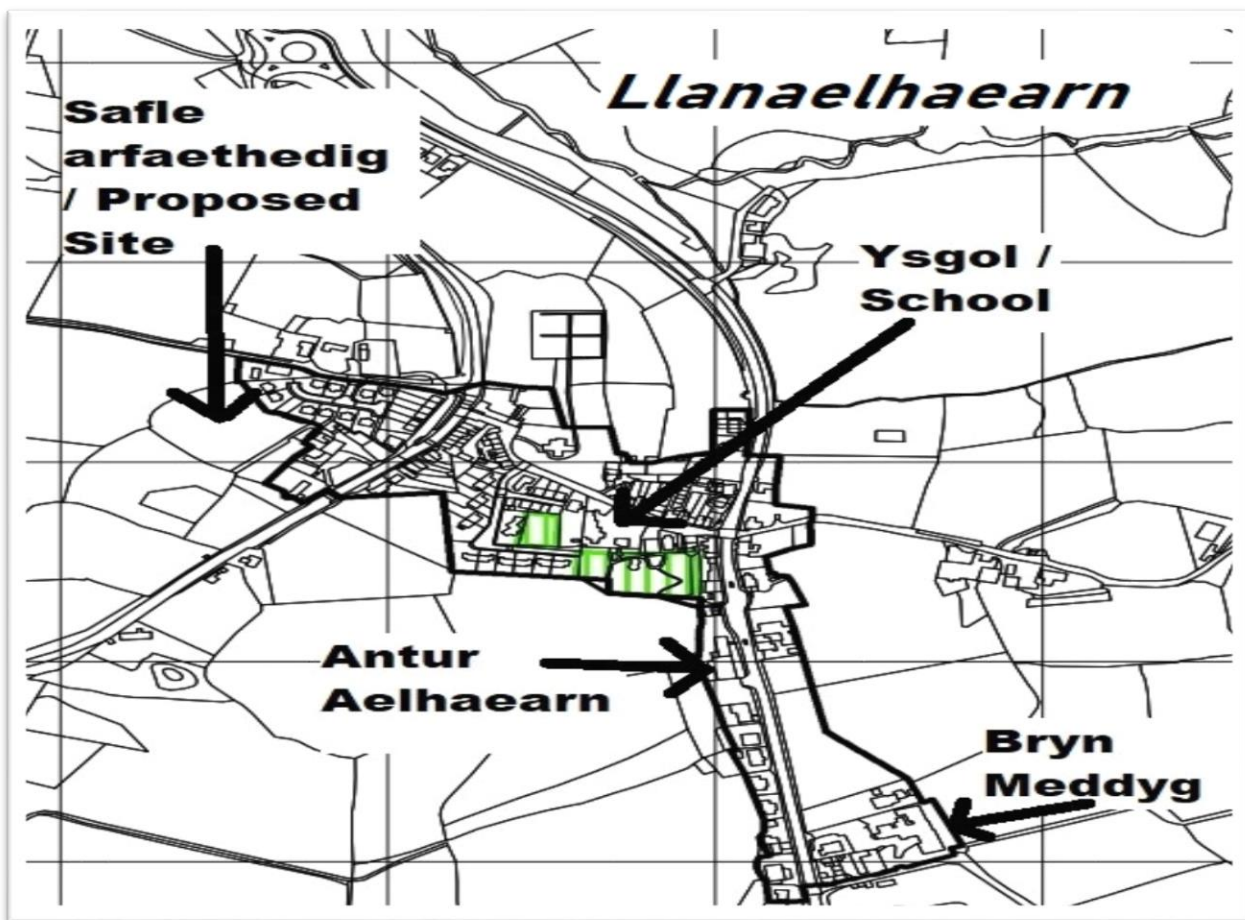 Llanaelhaearn
Safle
arfaethedig
/ Proposed
Site
Ysgol /
School
Antur
Aelhaearn
Bryn
Meddyg